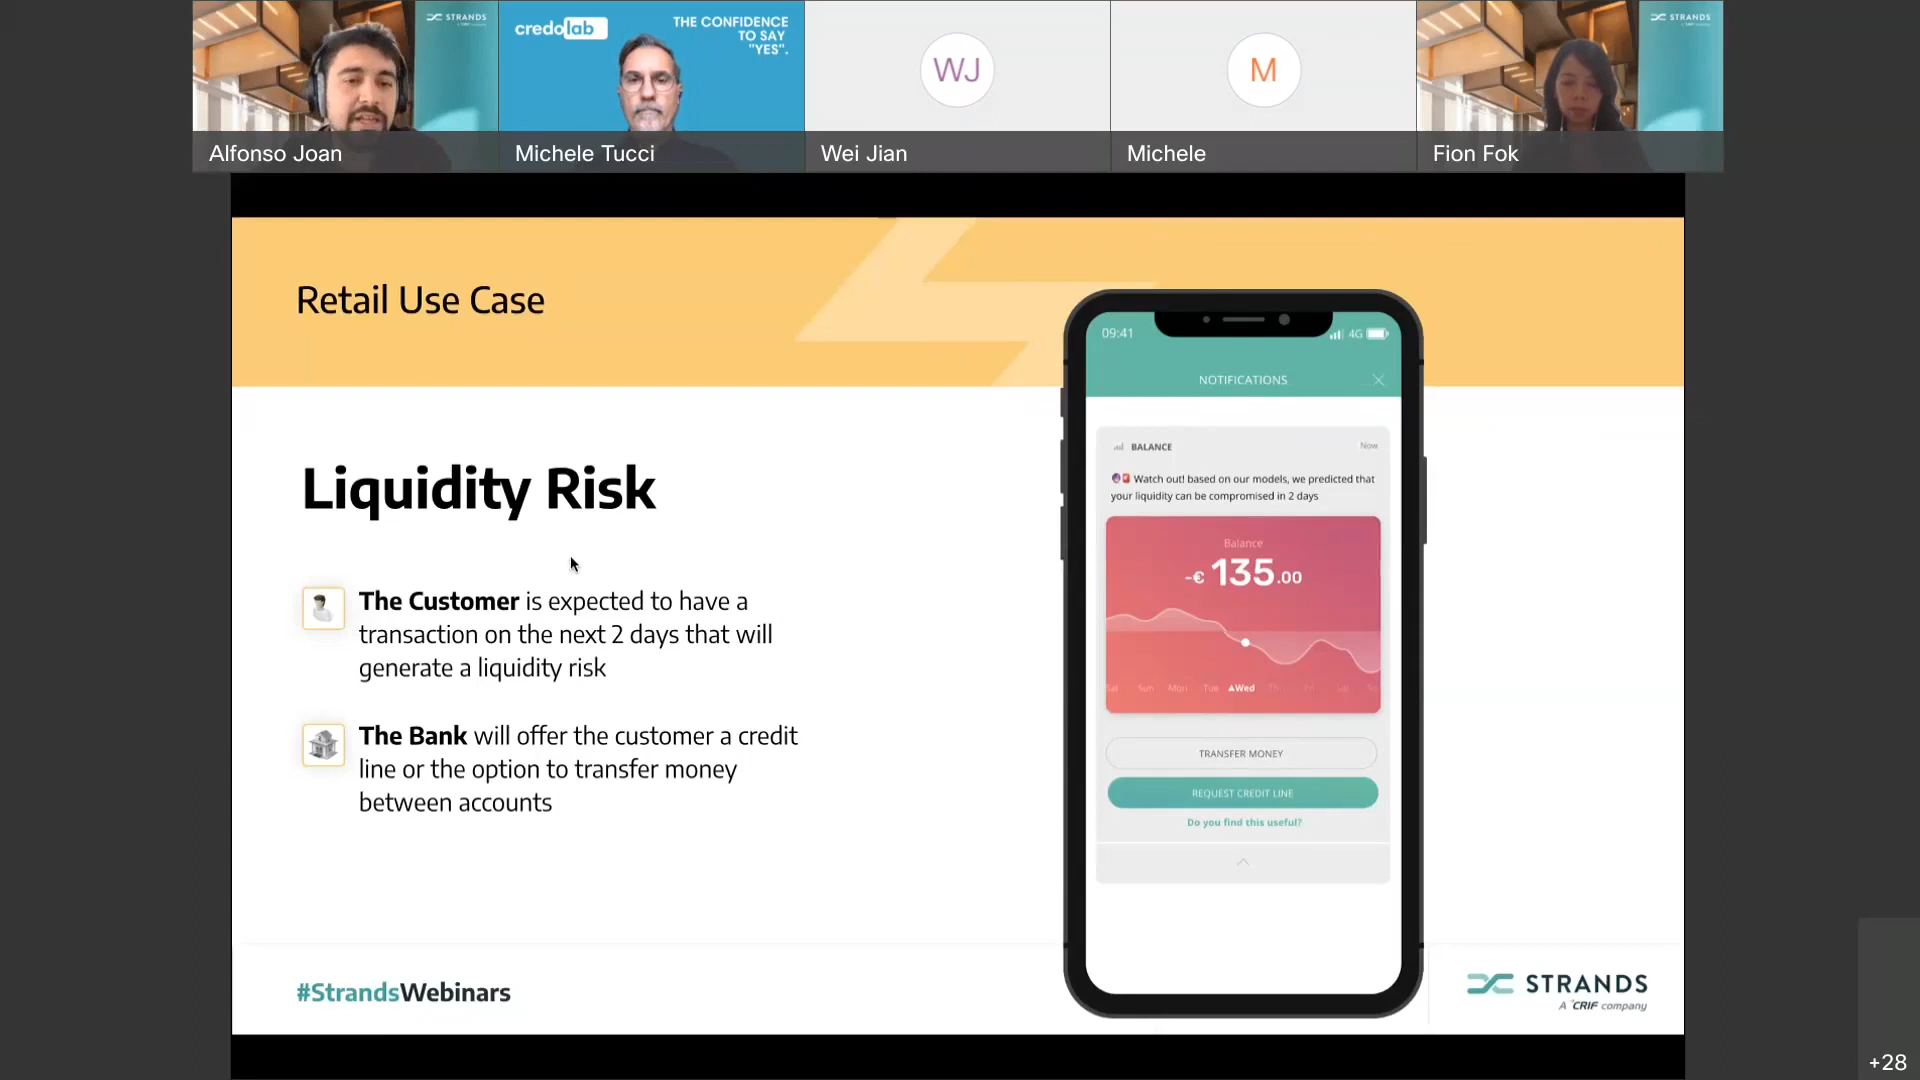 STRANDS
credolab
THE CONFIDENCE
TO SAY
"YES".
WJ
M
STRANDS
Alfonso Joan
Michele Tucci
Wei Jian
Michele
Fion Fok
Retail Use Case
Liquidity Risk
The Customer is expected to have a
transaction on the next 2 days that will
generate a liquidity risk
The Bank will offer the customer a credit
line or the option to transfer money
between accounts
09:41
4G
NOTIFICATIONS
BALANCE
Now
Watch out! based on our models, we predicted that
your liquidity can be compromised in 2 days
Balance
-€ 135.00
Sat Sun Mon Tue Wed Th Fri
TRANSFER MONEY
REQUEST CREDIT LINE
Do you find this useful?
#StrandsWebinars
STRANDS
A CRIF company
+28